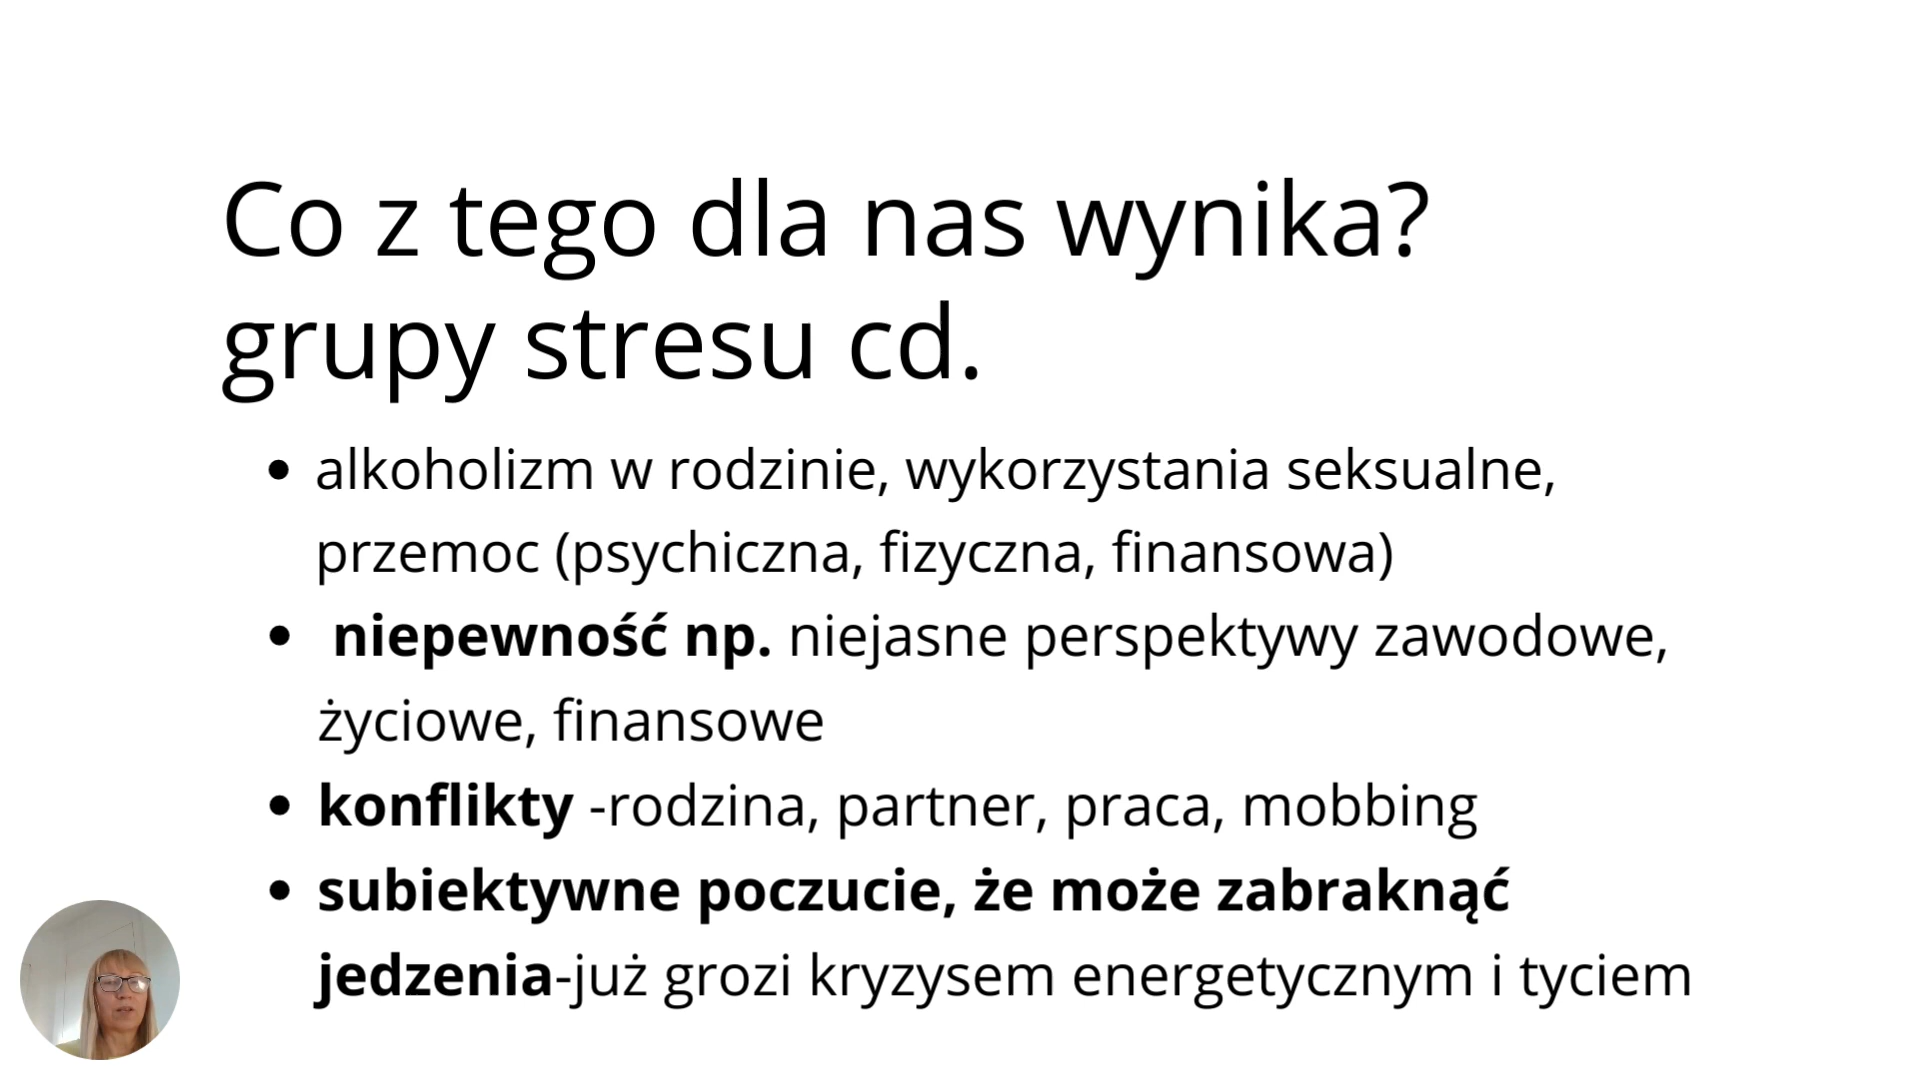 Co z tego dla nas wynika?
grupy stresu cd.
• alkoholizm w rodzinie, wykorzystania seksualne,
przemoc (psychiczna, fizyczna, finansowa)
• niepewność np. niejasne perspektywy zawodowe,
życiowe, finansowe
• konflikty -rodzina, partner, praca, mobbing
• subiektywne poczucie, że może zabraknąć
jedzenia-już grozi kryzysem energetycznym i tyciem